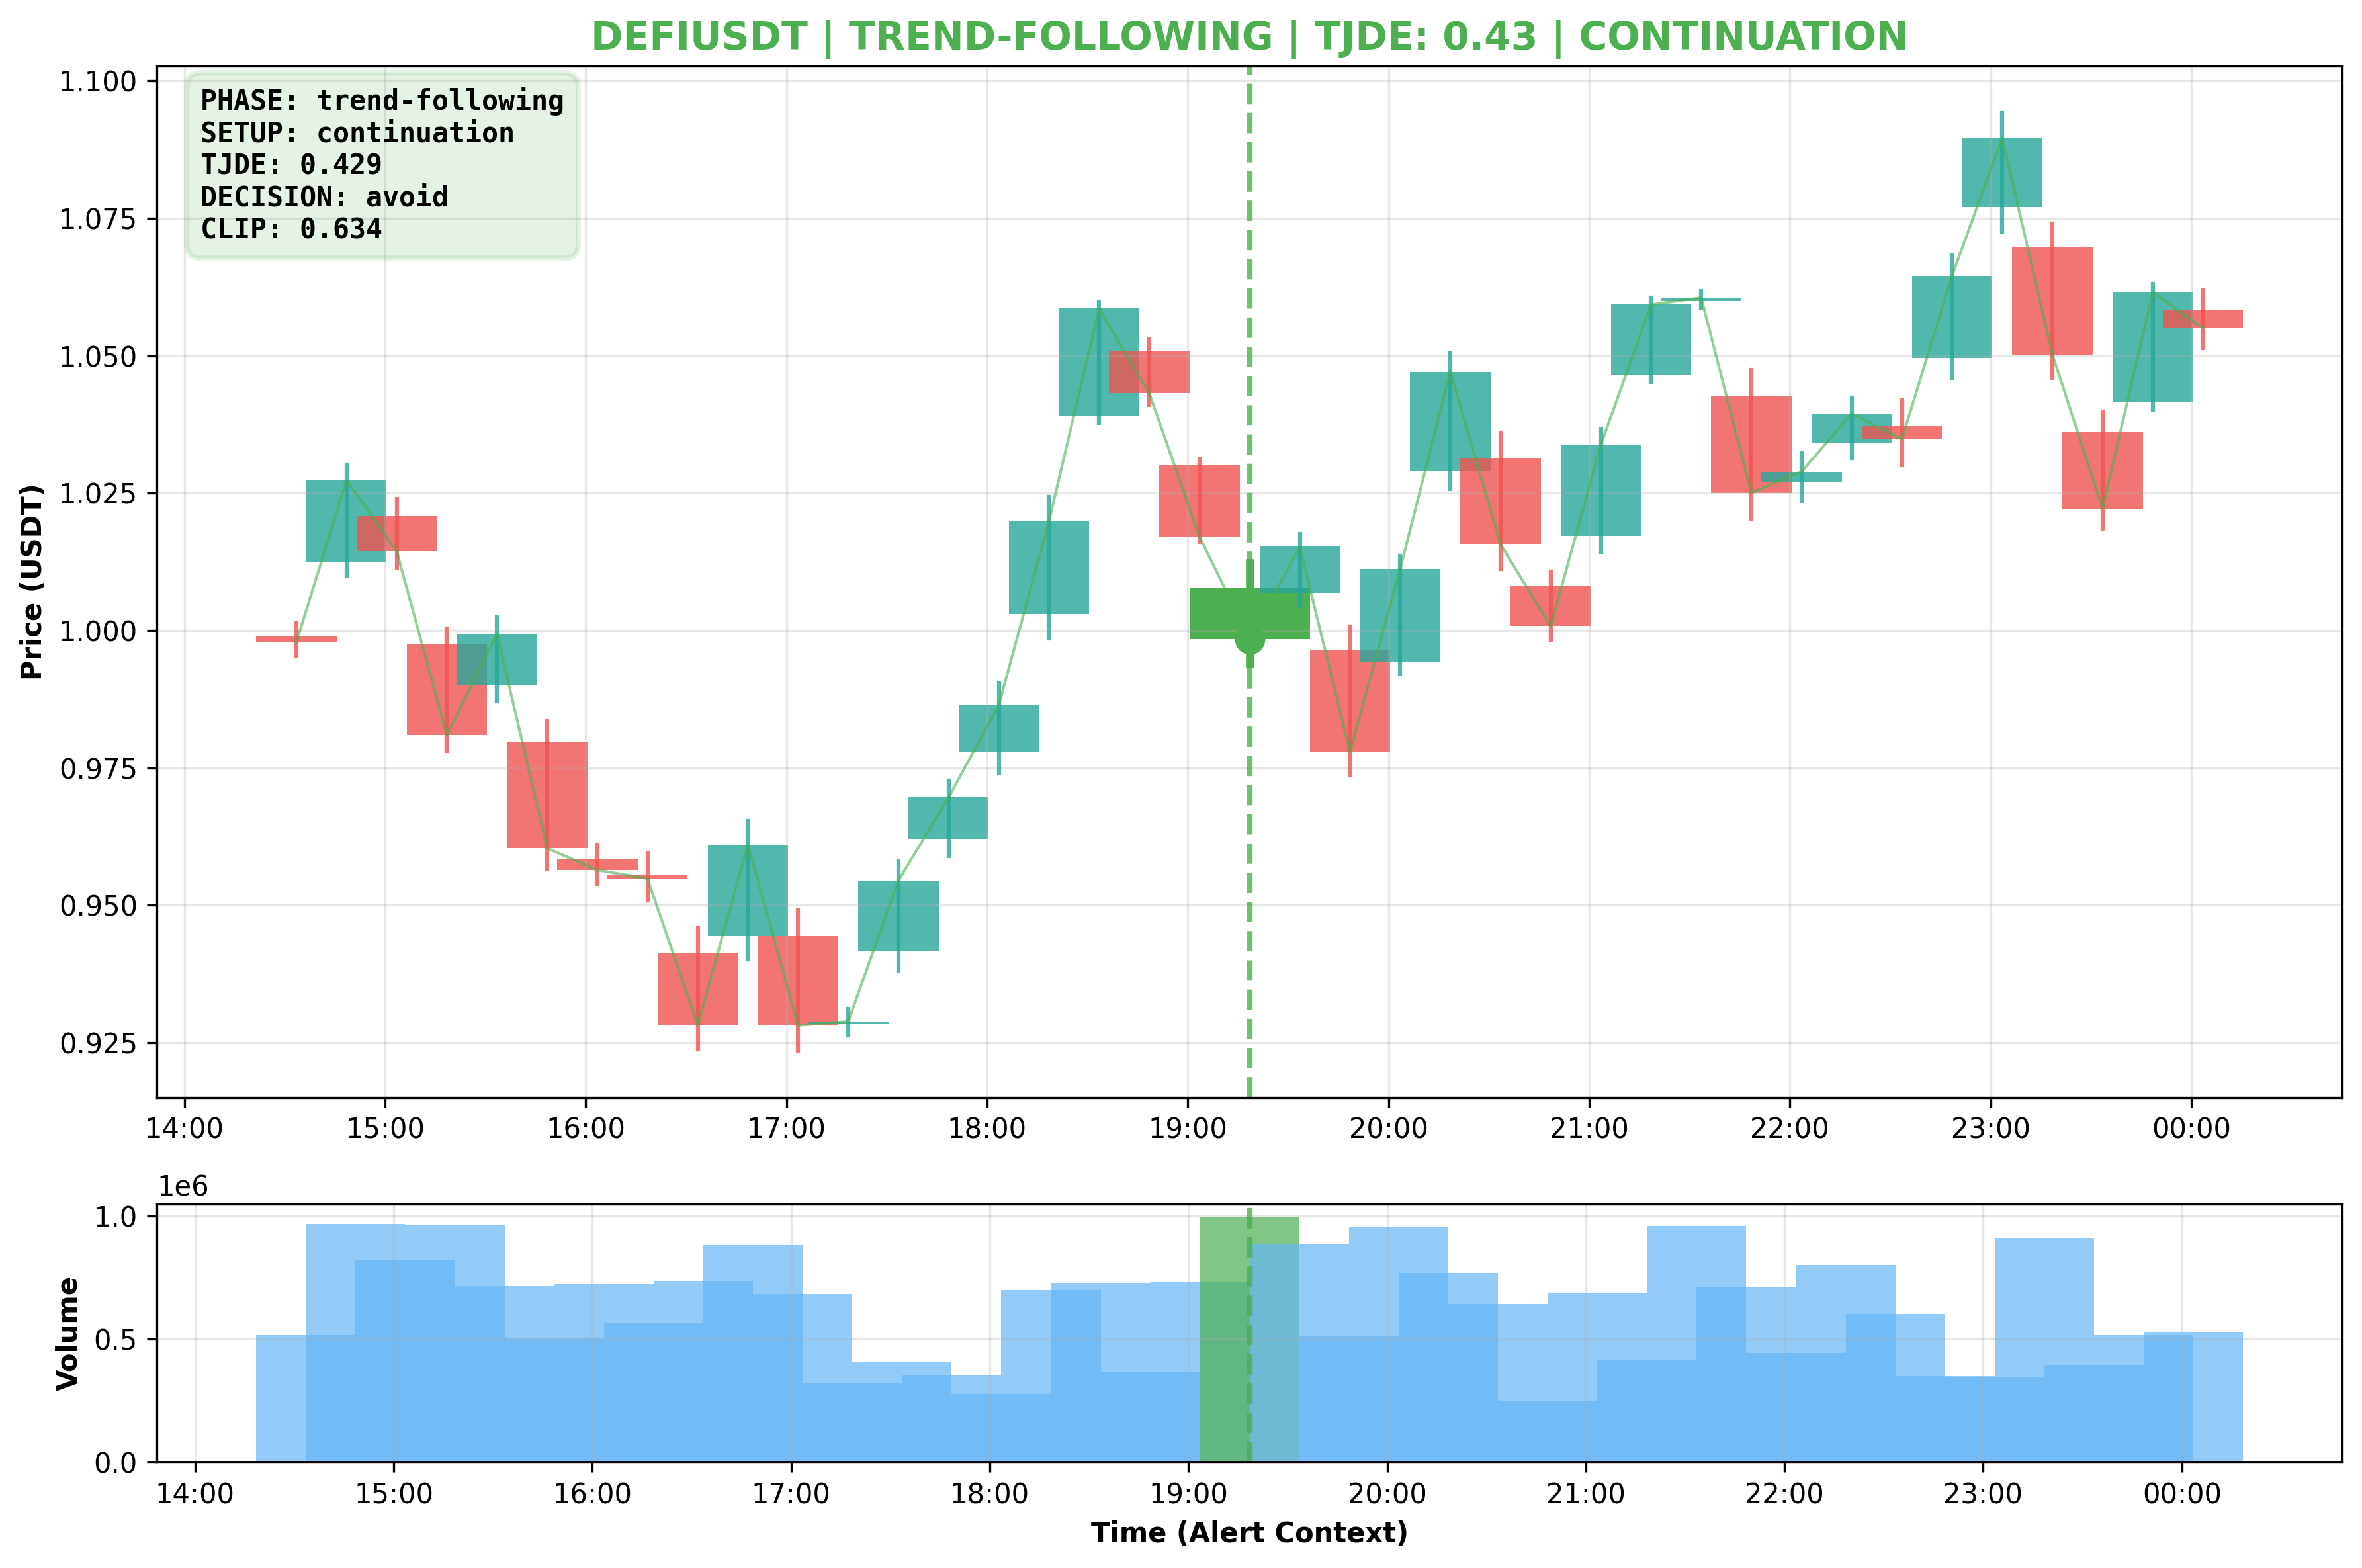 DEFIUSDT | TREND-FOLLOWING | TJDE: 0.43 | CONTINUATION
PHASE: trend-following
SETUP: continuation
TJDE: 0.429
DECISION: avoid
CLIP: 0.634
Price (USDT)
1.100
1.075
1.050
1.025
1.000
0.975
0.950
0.925
14:00 15:00 16:00 17:00 18:00 19:00 20:00 21:00 22:00 23:00 00:00
1e6
Volume
1.0
0.5
0.0
14:00 15:00 16:00 17:00 18:00 19:00 20:00 21:00 22:00 23:00 00:00
Time (Alert Context)